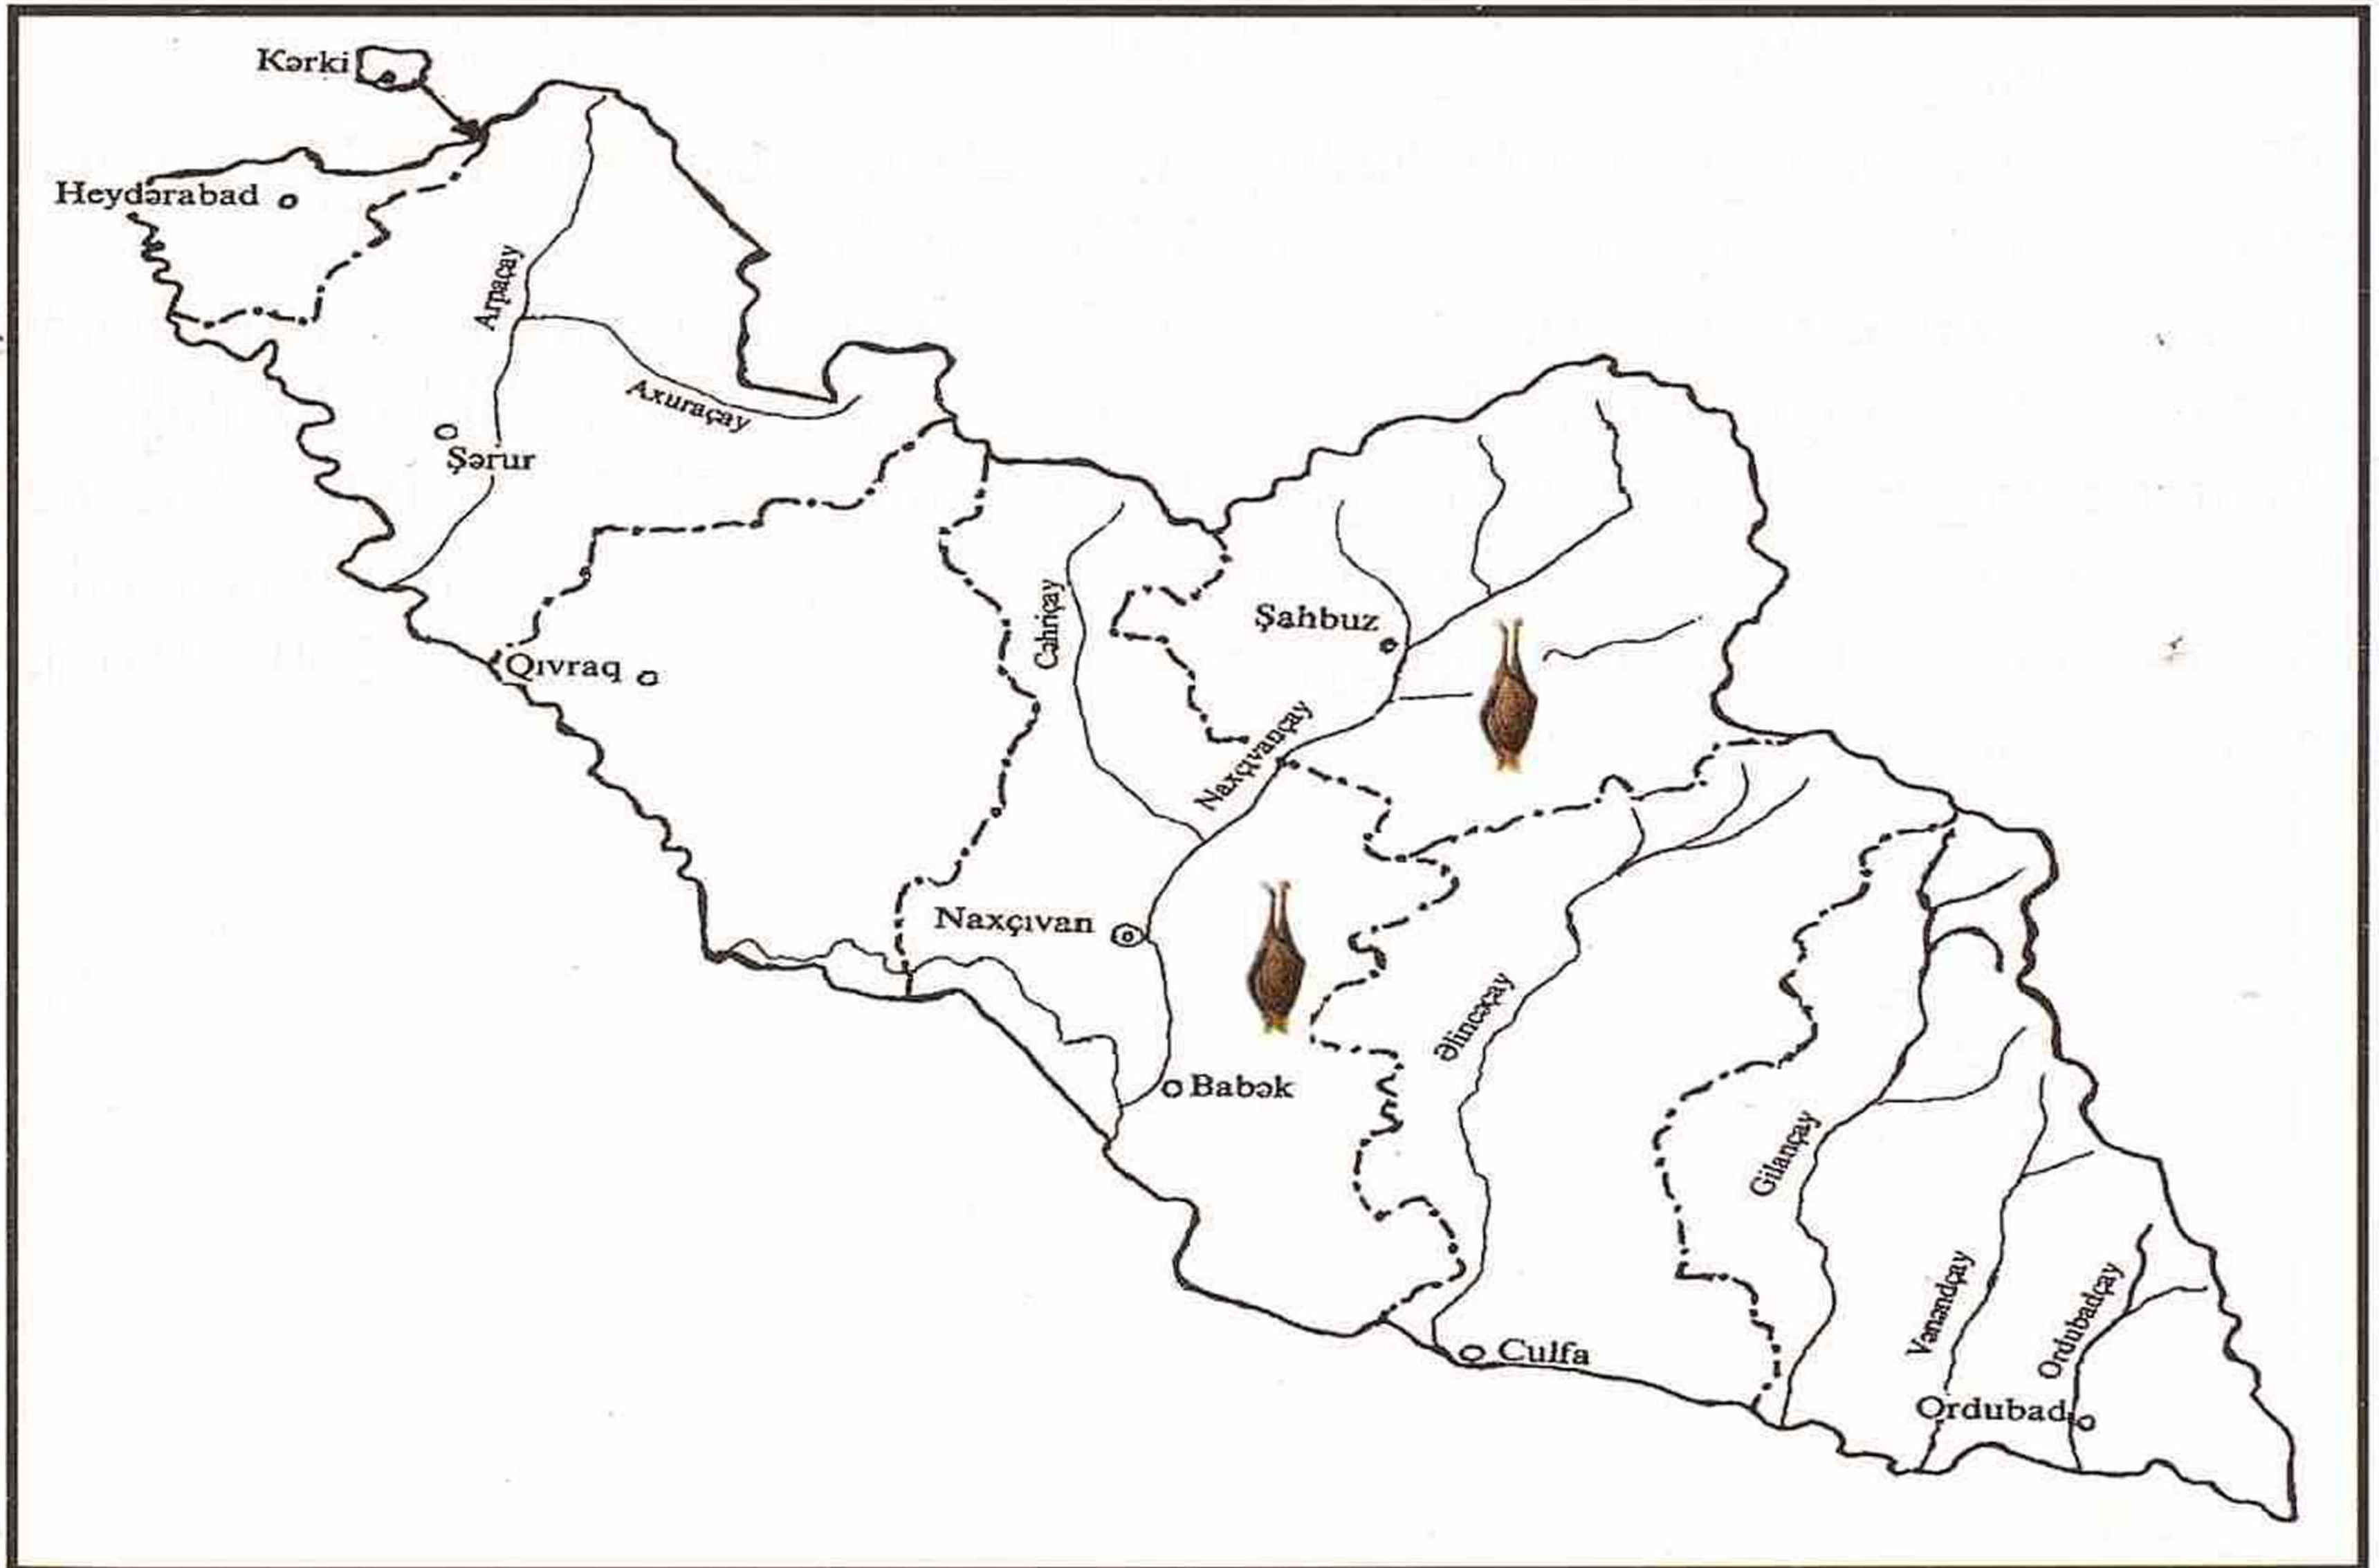 Kərki
Heydərabad
Arpaçay
Axuraçay
Şərur
Cəhriçay
Şahbuz
Qıvraq
Naxçıvançay
Naxçıvan
Əlincəçay
Babək
Gilançay
Vənəndçay
Ordubadçay
Culfa
Ordubad